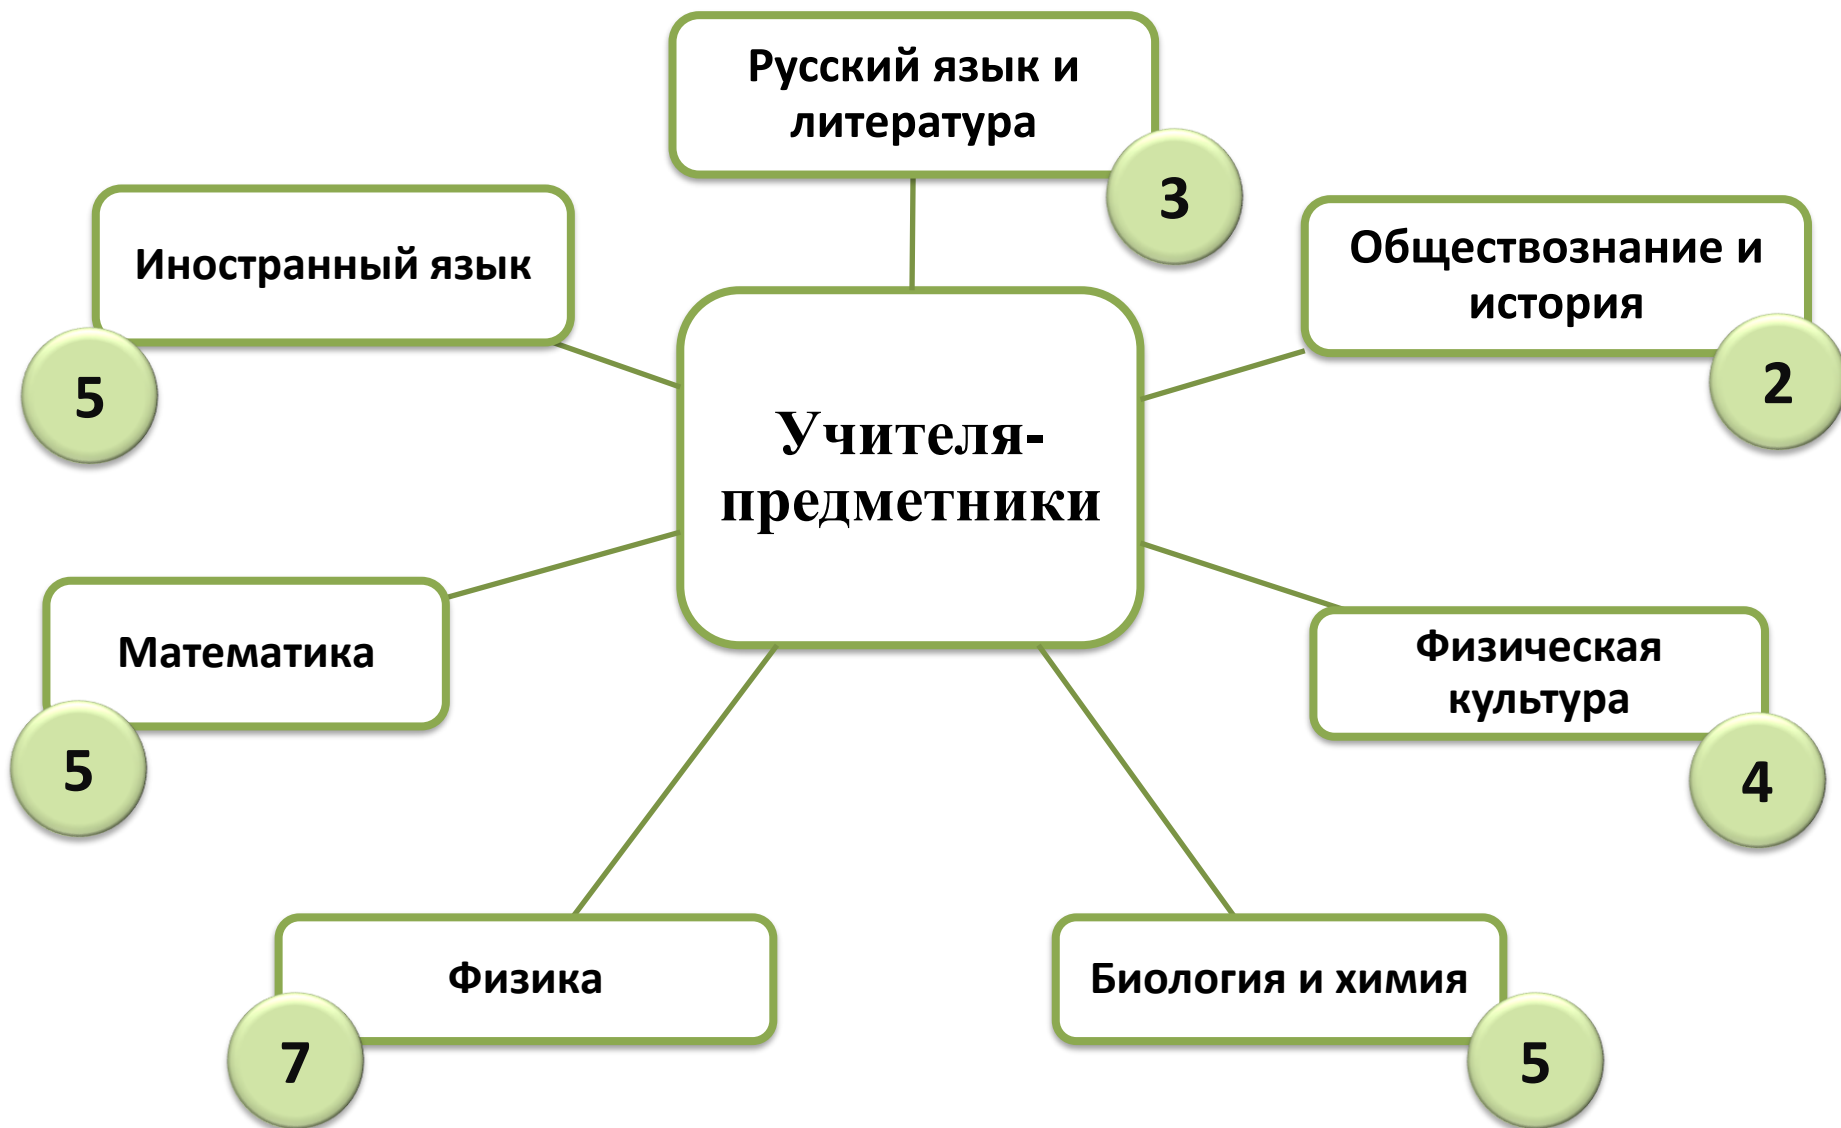 Русский язык и
литература
3
Иностранный язык
5
Обществознание и
история
2
Учителя-
предметники
Математика
5
Физическая
культура
4
Физика
7
Биология и химия
5